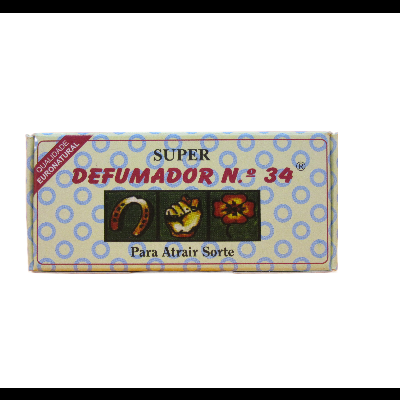 QUALIDADE
EURONATURAL
SUPER
DEFUMADOR N.º 34 ®
Para Atrair Sorte